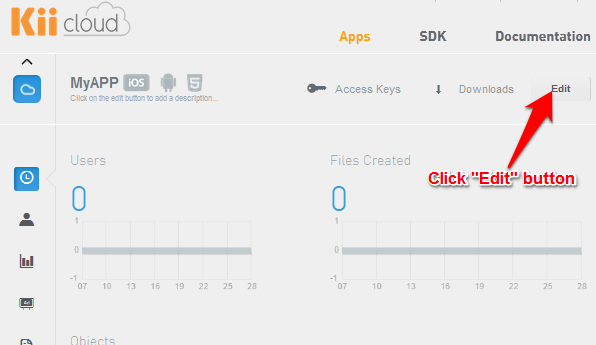 Kii cloud
Apps SDK Documentation
MyAPP iOS
Click on the edit button to add a description...
Access Keys Downloads Edit
Click "Edit" button
Users Files Created
0 0
1 1
0 0
-1 -1
07 10 13 16 19 22 25 28 07 10 13 16 19 22 25 28
Ad
Objects